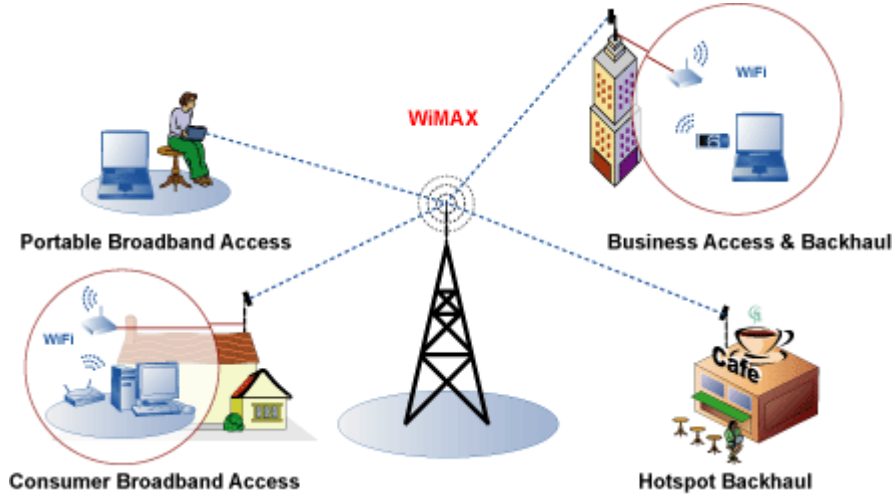 WiMAX
WiFi
Portable Broadband Access
Business Access & Backhaul
WiFi
Cafe
Consumer Broadband Access
Hotspot Backhaul